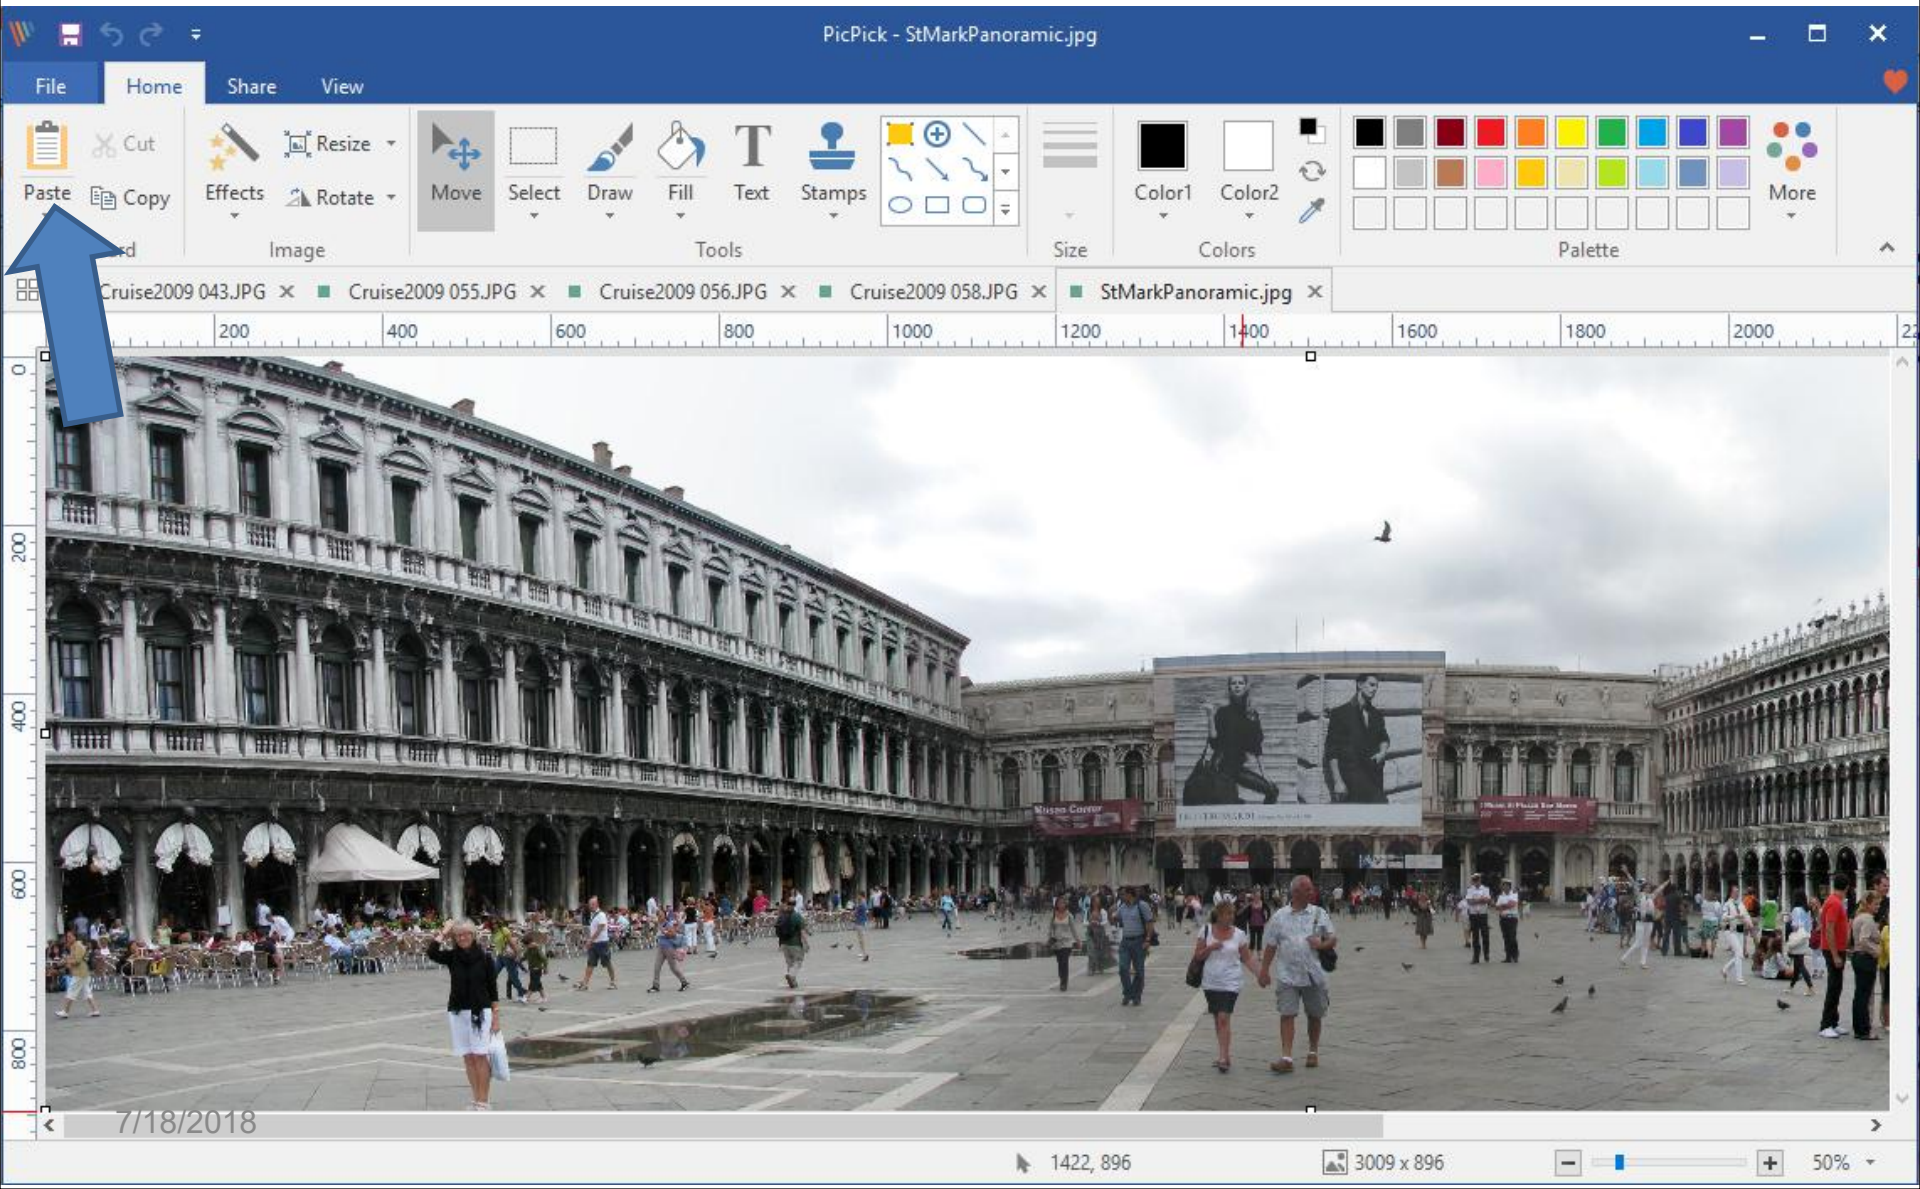 PicPick - StMarkPanoramic.jpg
File Home Share View
Cut
Resize
Paste Copy Effects Rotate Move Select Draw Fill Text Stamps Color1 Color2 More
Image Tools Size Colors Palette
Cruise2009 043.JPG Cruise2009 055.JPG Cruise2009 056.JPG Cruise2009 058.JPG StMarkPanoramic.jpg
200 400 600 800 1000 1200 1400 1600 1800 2000
0
200
400
600
800
Museo Correr
7/18/2018
1422, 896 3009 x 896 50%